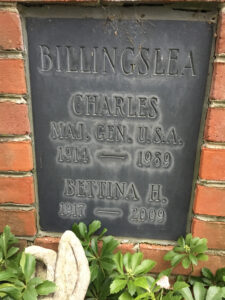 BILLINGSLEA
CHARLES
MAJ. GEN. U.S.A.
1914 — 1989
BETTINA H.
1917 — 2009